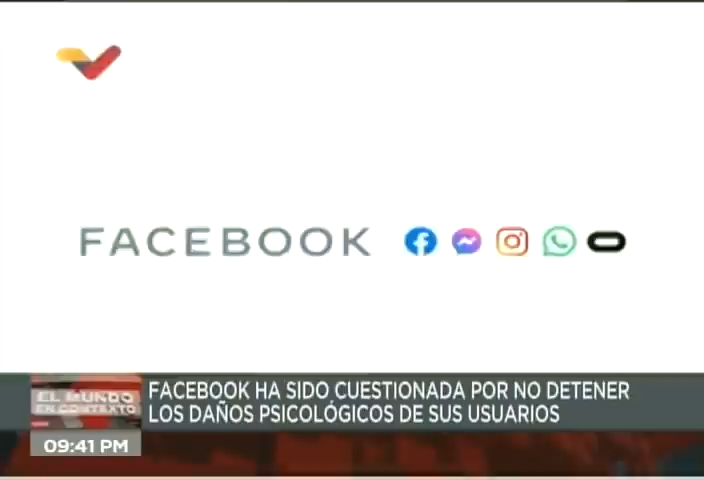 FACEBOOK
EL MUNDO
EN CONTEXTO
FACEBOOK HA SIDO CUESTIONADA POR NO DETENER
LOS DAÑOS PSICOLÓGICOS DE SUS USUARIOS
09:41 PM